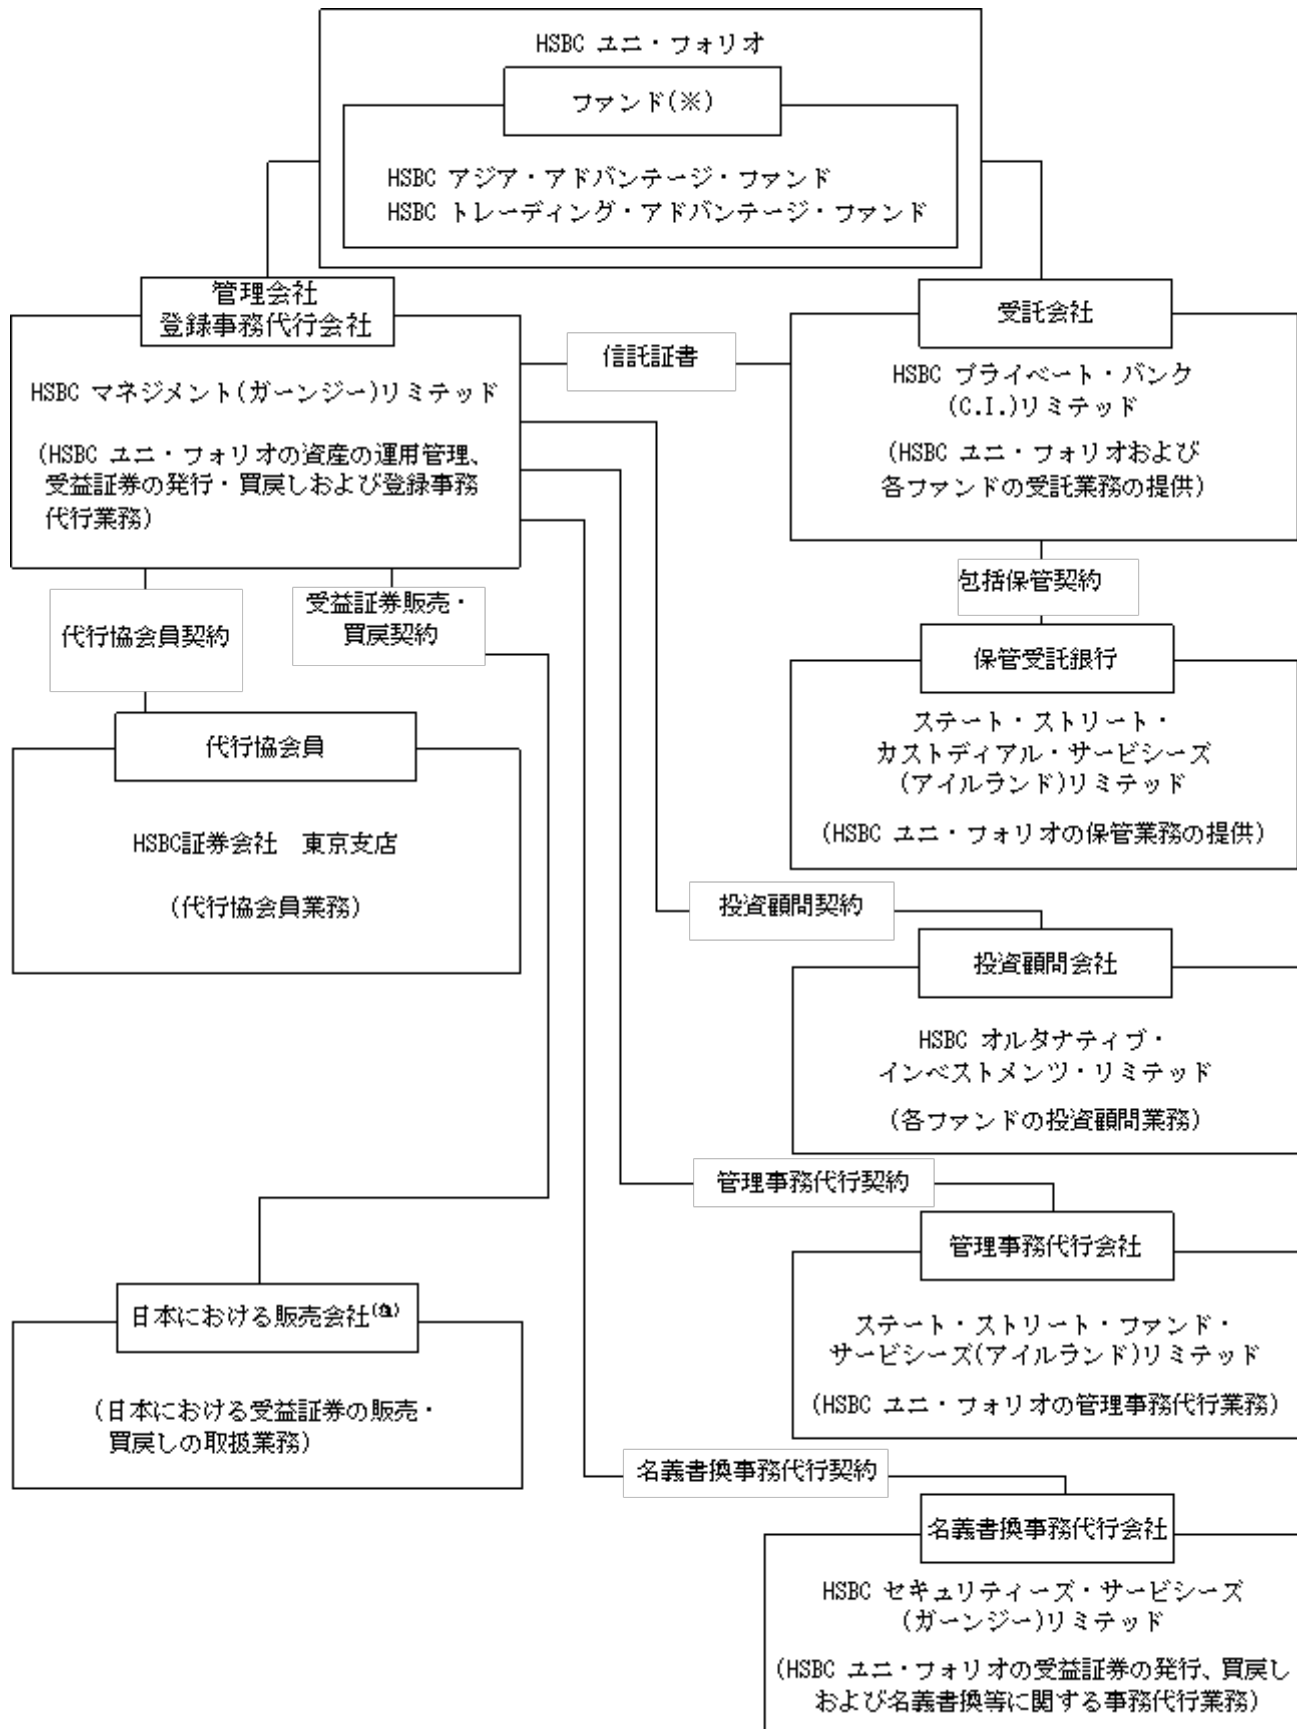 HSBC ユニ・フォリオ
ファンド(※)
HSBC アジア・アドバンテージ・ファンド
HSBC トレーディング・アドバンテージ・ファンド
管理会社
登録事務代行会社
HSBC マネジメント(ガーンジー)リミテッド
(HSBC ユニ・フォリオの資産の運用管理、
受益証券の発行・買戻しおよび登録事務
代行業務)
信託証書
受託会社
HSBC プライベート・バンク
(C.I.)リミテッド
(HSBC ユニ・フォリオおよび
各ファンドの受託業務の提供)
代行協会員契約
受益証券販売・
買戻契約
包括保管契約
保管受託銀行
ステート・ストリート・
カストディアル・サービシーズ
(アイルランド)リミテッド
(HSBC ユニ・フォリオの保管業務の提供)
代行協会員
HSBC証券会社 東京支店
(代行協会員業務)
投資顧問契約
投資顧問会社
HSBC オルタナティブ・
インベストメンツ・リミテッド
(各ファンドの投資顧問業務)
管理事務代行契約
管理事務代行会社
ステート・ストリート・ファンド・
サービシーズ(アイルランド)リミテッド
(HSBC ユニ・フォリオの管理事務代行業務)
日本における販売会社
(日本における受益証券の販売・
買戻しの取扱業務)
名義書換事務代行契約
名義書換事務代行会社
HSBC セキュリティーズ・サービシーズ
(ガーンジー)リミテッド
(HSBC ユニ・フォリオの受益証券の発行、買戻し
および名義書換等に関する事務代行業務)